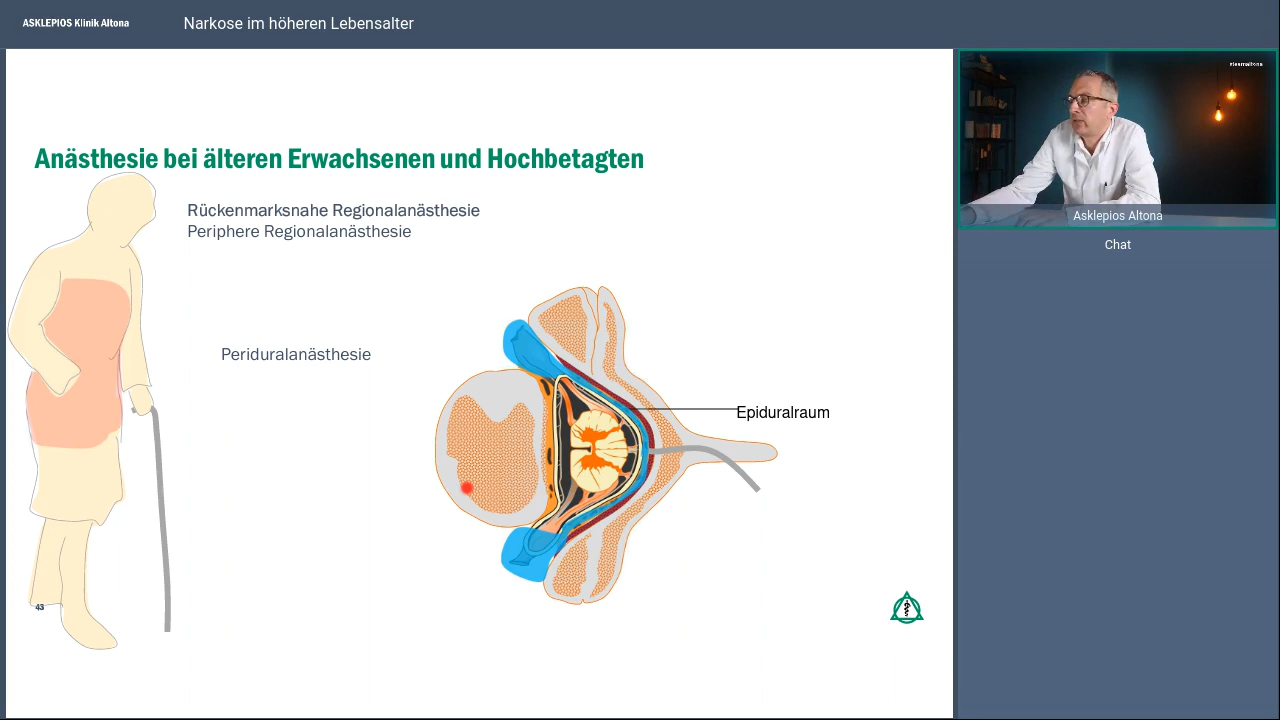 ASKLEPIOS Klinik Altona
Narkose im höheren Lebensalter
#teamaltona
Anästhesie bei älteren Erwachsenen und Hochbetagten
Rückenmarksnahe Regionalanästhesie
Periphere Regionalanästhesie
Asklepios Altona
Chat
Periduralanästhesie
Epiduralraum
43